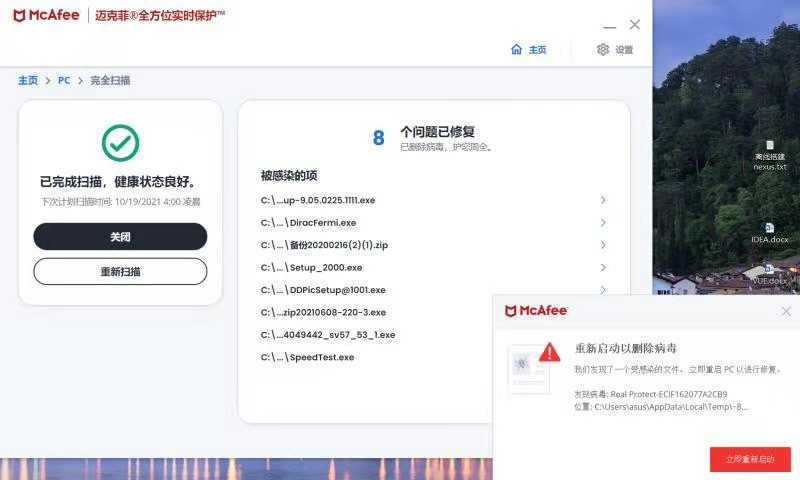 McAfee | 迈克菲®全方位实时保护™
主页 设置
主页 > PC > 完全扫描
已完成扫描，健康状态良好。
下次计划扫描时间: 10/19/2021 4:00 凌晨
关闭
重新扫描
8 个问题已修复
已删除病毒，护您周全。
被感染的项
C:\...up-9.05.0225.1111.exe
C:\...\DiracFermi.exe
C:\...\备份20200216(2)(1).zip
C:\...\Setup_2000.exe
C:\...\DDPicSetup@1001.exe
C:\...zip20210608-220-3.exe
C:\...4049442_sv57_53_1.exe
C:\...\SpeedTest.exe
离线搭建
nexus.txt
IDEA.docx
VUE.docx
McAfee
重新启动以删除病毒
我们发现了一个受感染的文件。立即重启 PC 以进行修复。
发现病毒: Real Protect-ECIF162077A2CB9
位置: C:\Users\asus\AppData\Local\Temp\~8...
立即重新启动